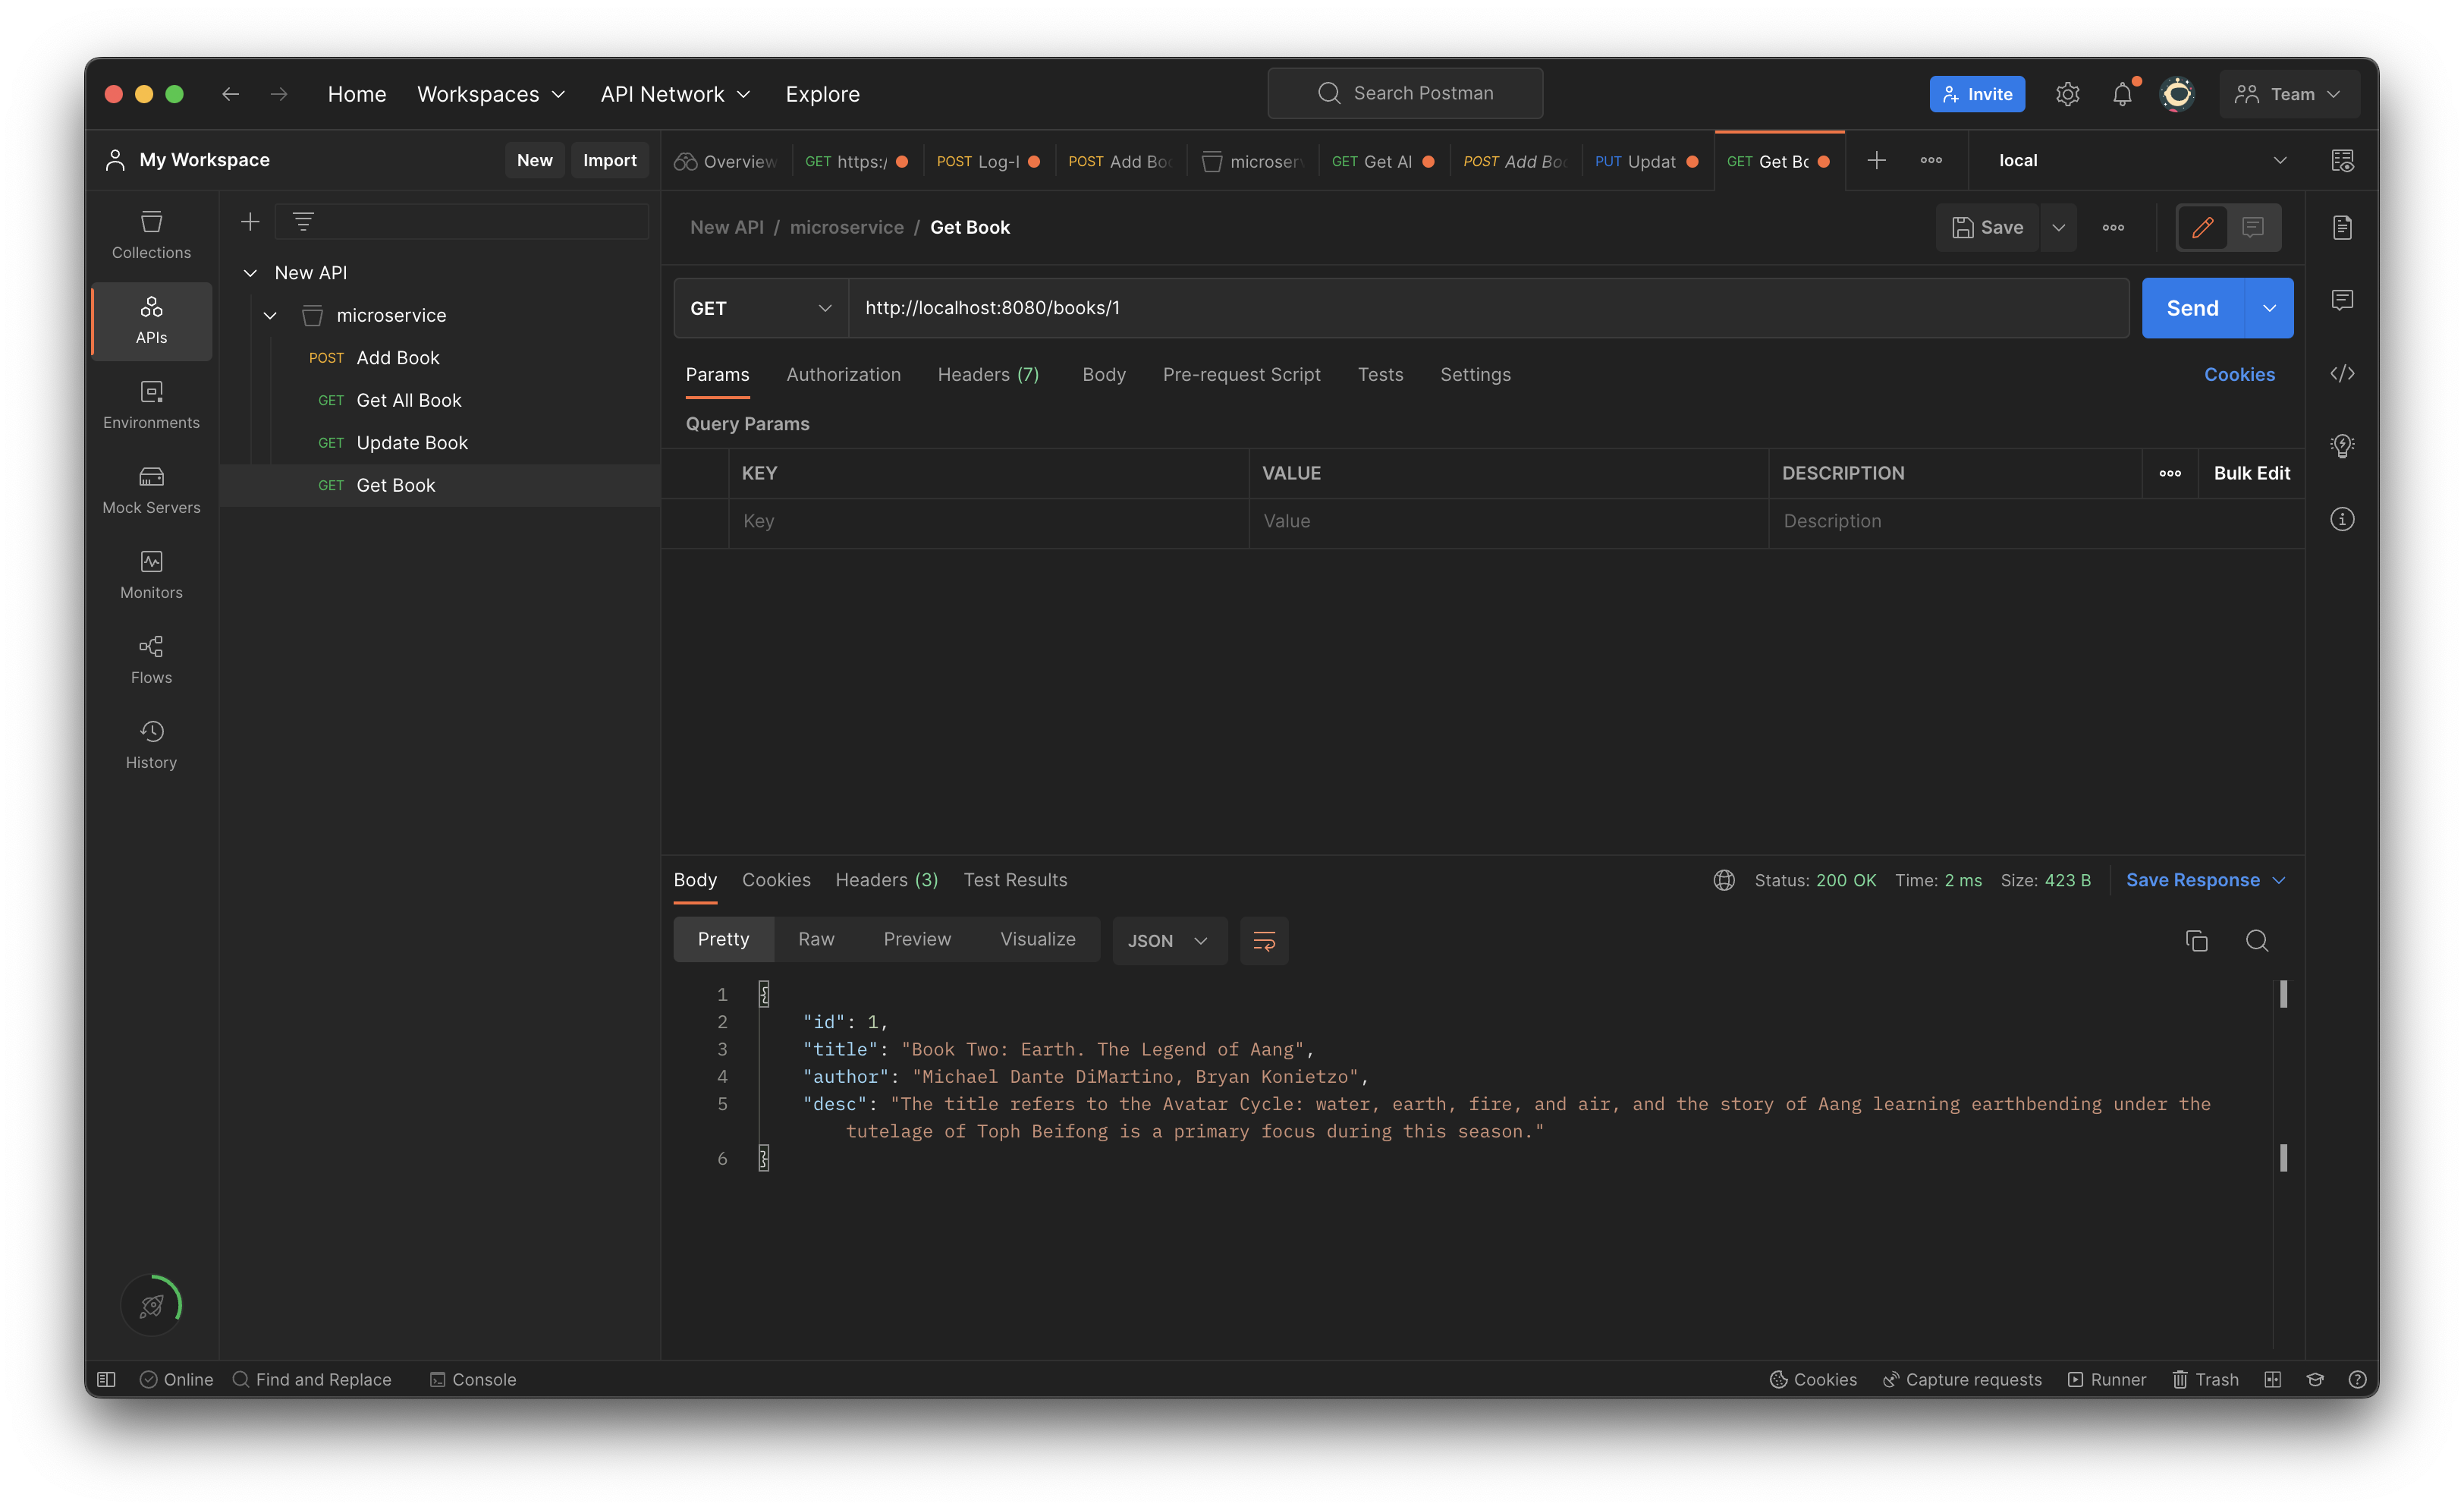 Home Workspaces API Network Explore Search Postman Invite Team
My Workspace New Import
Overview GET https:/ POST Log-I POST Add Boo microserv GET Get Al POST Add Boo PUT Updat GET Get Bo local
Collections
APIs
Environments
Mock Servers
Monitors
Flows
History
New API
microservice
POST Add Book
GET Get All Book
GET Update Book
GET Get Book
New API / microservice / Get Book Save
GET http://localhost:8080/books/1 Send
Params Authorization Headers (7) Body Pre-request Script Tests Settings Cookies
Query Params
KEY VALUE DESCRIPTION Bulk Edit
Key Value Description
Body Cookies Headers (3) Test Results Status: 200 OK Time: 2 ms Size: 423 B Save Response
Pretty Raw Preview Visualize JSON
1 {
2 "id": 1,
3 "title": "Book Two: Earth. The Legend of Aang",
4 "author": "Michael Dante DiMartino, Bryan Konietzo",
5 "desc": "The title refers to the Avatar Cycle: water, earth, fire, and air, and the story of Aang learning earthbending under the
tutelage of Toph Beifong is a primary focus during this season."
6 }
Online Find and Replace Console Cookies Capture requests Runner Trash